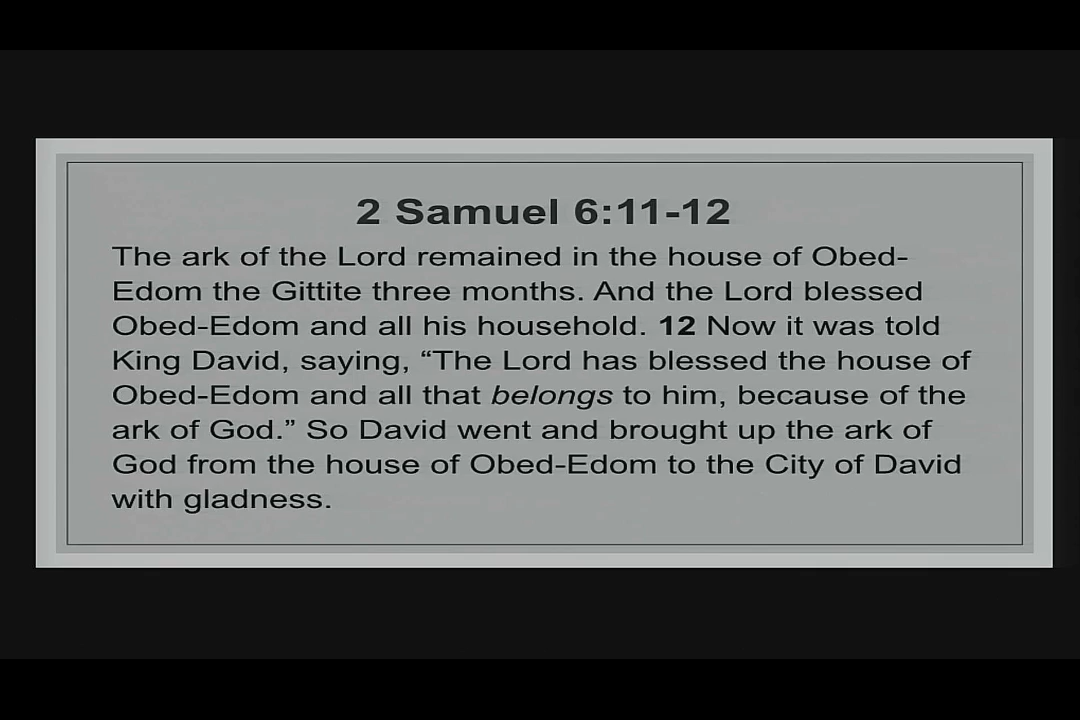 2 Samuel 6:11-12
The ark of the Lord remained in the house of Obed-
Edom the Gittite three months. And the Lord blessed
Obed-Edom and all his household. 12 Now it was told
King David, saying, “The Lord has blessed the house of
Obed-Edom and all that belongs to him, because of the
ark of God.” So David went and brought up the ark of
God from the house of Obed-Edom to the City of David
with gladness.